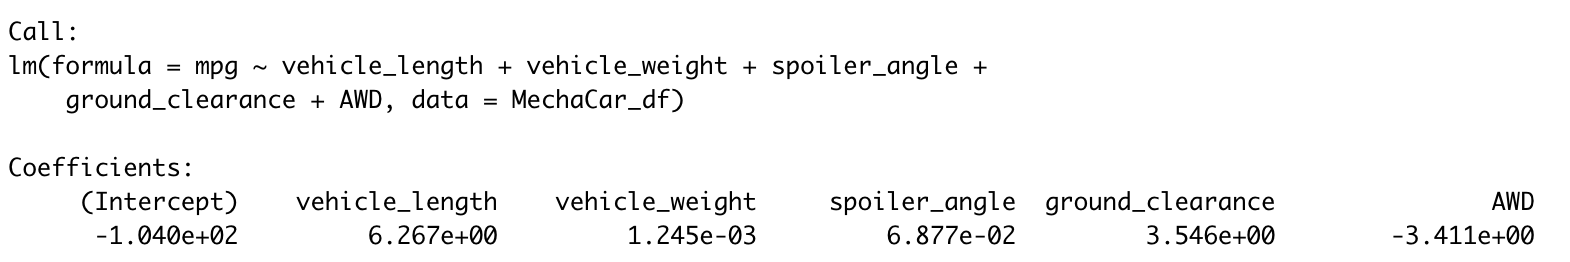 Call:
lm(formula = mpg ~ vehicle_length + vehicle_weight + spoiler_angle +
    ground_clearance + AWD, data = MechaCar_df)

Coefficients:
     (Intercept)    vehicle_length    vehicle_weight     spoiler_angle  ground_clearance               AWD
      -1.040e+02         6.267e+00         1.245e-03         6.877e-02         3.546e+00        -3.411e+00